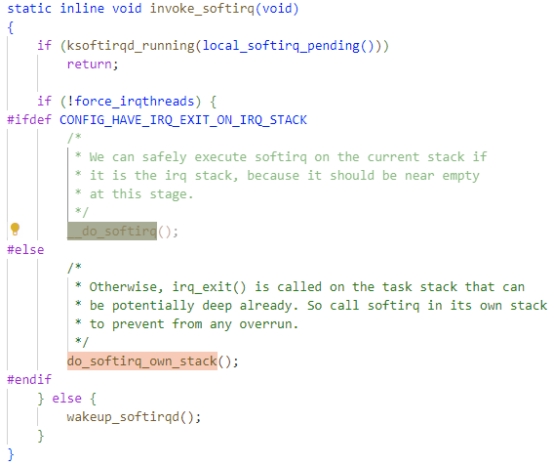 static inline void invoke_softirq(void)
{
    if (ksoftirqd_running(local_softirq_pending()))
        return;

    if (!force_irqthreads) {
#ifdef CONFIG_HAVE_IRQ_EXIT_ON_IRQ_STACK
        /*
         * We can safely execute softirq on the current stack if
         * it is the irq stack, because it should be near empty
         * at this stage.
         */
        __do_softirq();
#else
        /*
         * Otherwise, irq_exit() is called on the task stack that can
         * be potentially deep already. So call softirq in its own stack
         * to prevent from any overrun.
         */
        do_softirq_own_stack();
#endif
    } else {
        wakeup_softirqd();
    }
}